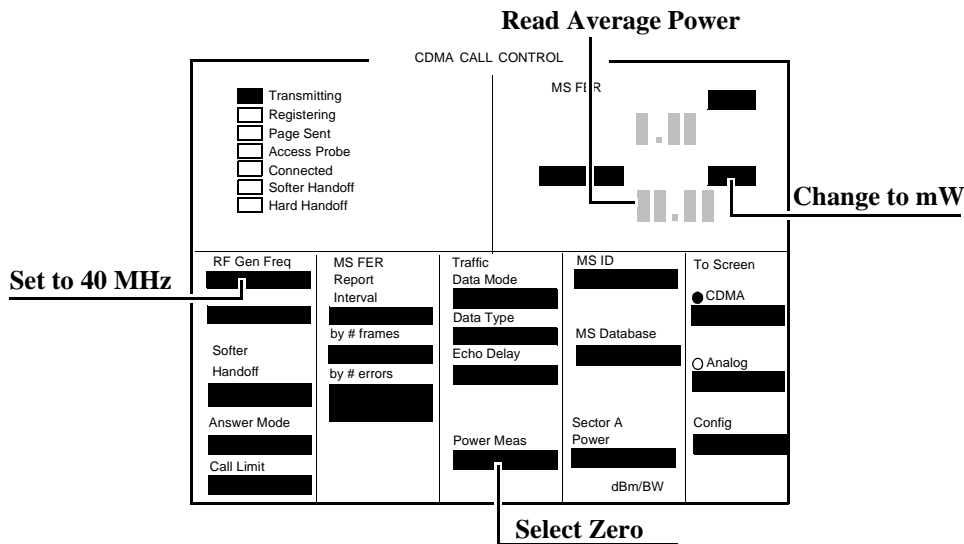 Read Average Power
CDMA CALL CONTROL
Transmitting
Registering
Page Sent
Access Probe
Connected
Softer Handoff
Hard Handoff
MS FER
Change to mW
Set to 40 MHz
RF Gen Freq
Softer
Handoff
Answer Mode
Call Limit
MS FER
Report
Interval
by # frames
by # errors
Traffic
Data Mode
Data Type
Echo Delay
Power Meas
MS ID
MS Database
Sector A
Power
dBm/BW
To Screen
CDMA
Analog
Config
Select Zero